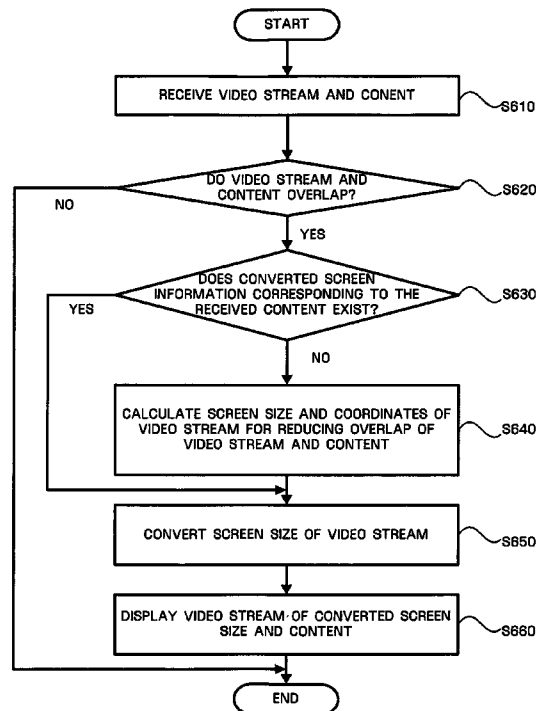 START
RECEIVE VIDEO STREAM AND CONENT
S610
DO VIDEO STREAM AND
CONTENT OVERLAP?
S620
NO
YES
DOES CONVERTED SCREEN
INFORMATION CORRESPONDING TO THE
RECEIVED CONTENT EXIST?
S630
YES
NO
CALCULATE SCREEN SIZE AND COORDINATES OF
VIDEO STREAM FOR REDUCING OVERLAP OF
VIDEO STREAM AND CONTENT
S640
CONVERT SCREEN SIZE OF VIDEO STREAM
S650
DISPLAY VIDEO STREAM OF CONVERTED SCREEN
SIZE AND CONTENT
S660
END